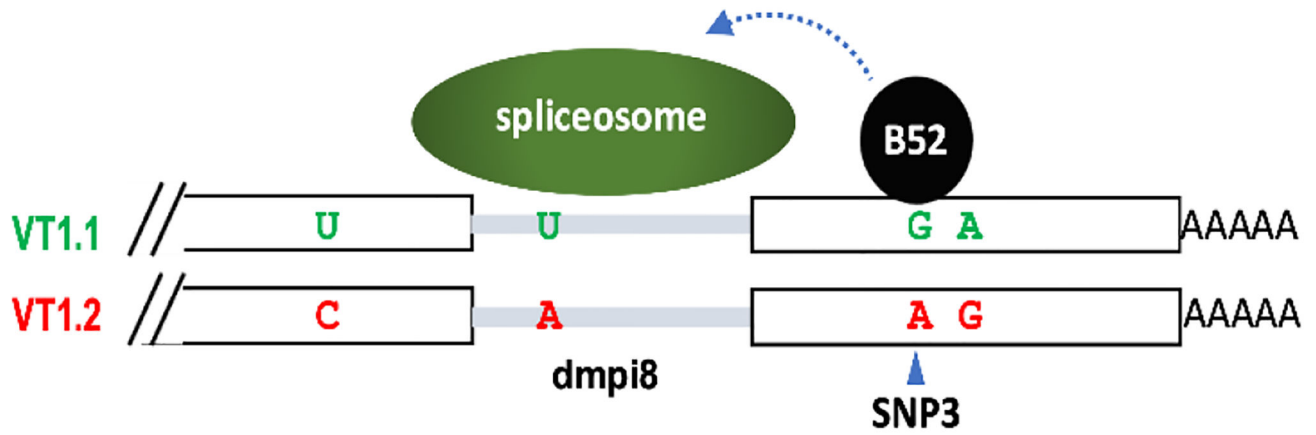 spliceosome
B52
VT1.1 U U G A AAAAA
VT1.2 C A A G AAAAA
dmpi8
SNP3